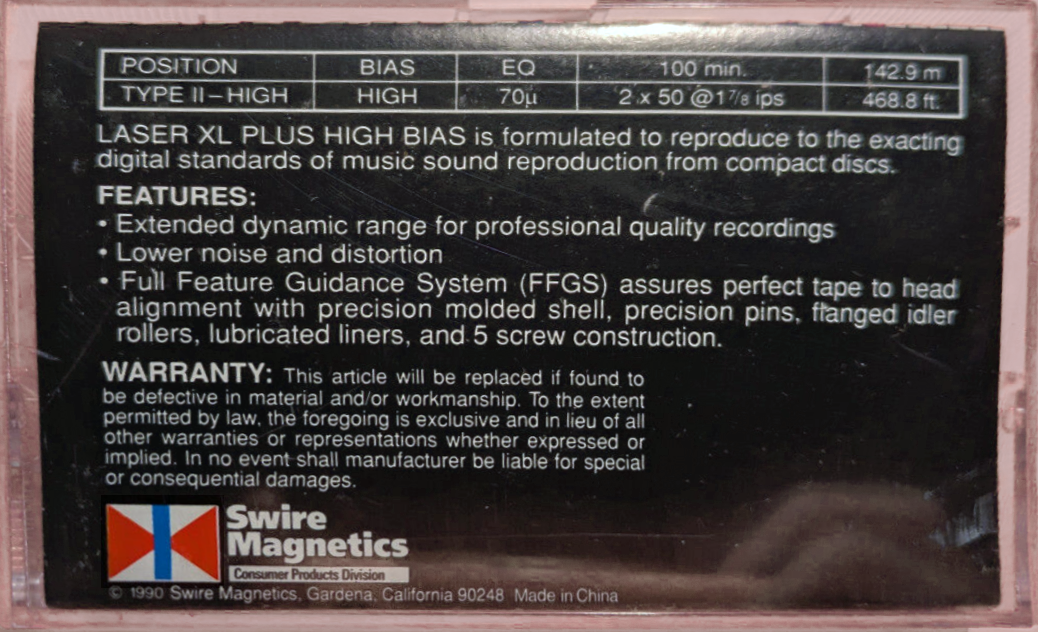 POSITION BIAS EQ 100 min. 142.9 m
TYPE II-HIGH HIGH 70µ 2 x 50 @1 7/8 ips 468.8 ft.
LASER XL PLUS HIGH BIAS is formulated to reproduce to the exacting
digital standards of music sound reproduction from compact discs.
FEATURES:
• Extended dynamic range for professional quality recordings
• Lower noise and distortion
• Full Feature Guidance System (FFGS) assures perfect tape to head
alignment with precision molded shell, precision pins, flanged idler
rollers, lubricated liners, and 5 screw construction.
WARRANTY: This article will be replaced if found to
be defective in material and/or workmanship. To the extent
permitted by law, the foregoing is exclusive and in lieu of all
other warranties or representations whether expressed or
implied. In no event shall manufacturer be liable for special
or consequential damages.
Swire
Magnetics
Consumer Products Division
© 1990 Swire Magnetics, Gardena, California 90248 Made in China